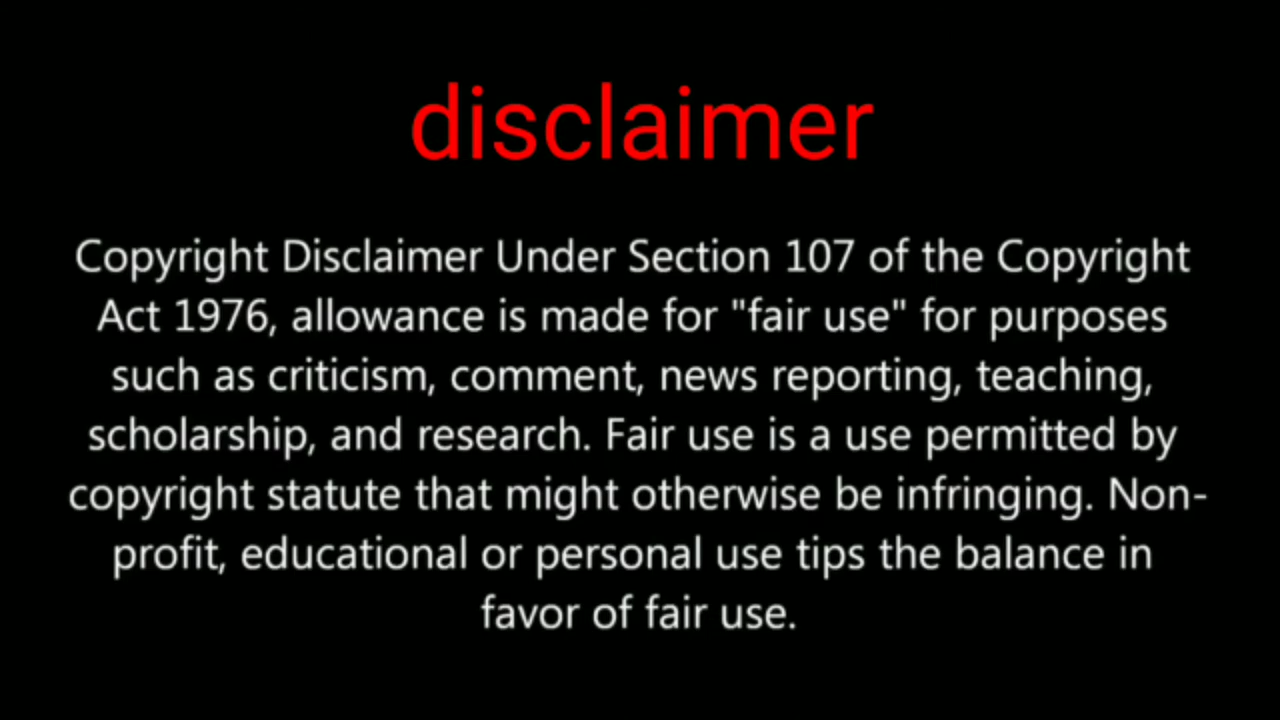 disclaimer
Copyright Disclaimer Under Section 107 of the Copyright
Act 1976, allowance is made for "fair use" for purposes
such as criticism, comment, news reporting, teaching,
scholarship, and research. Fair use is a use permitted by
copyright statute that might otherwise be infringing. Non-
profit, educational or personal use tips the balance in
favor of fair use.